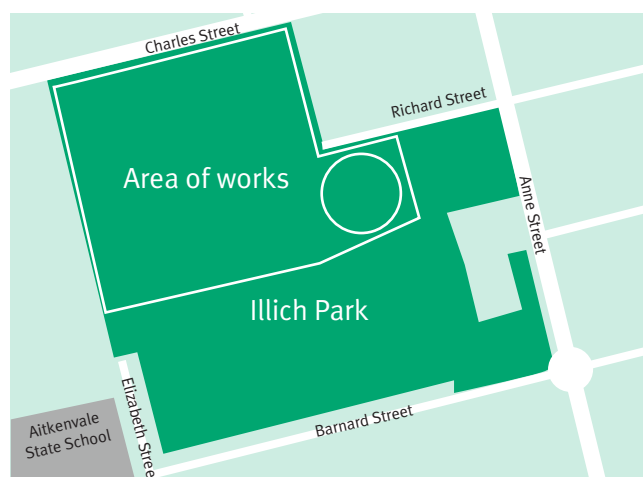 Charles Street
Richard Street
Area of works
Anne Street
Illich Park
Elizabeth Stree
Barnard Street
Aitkenvale
State School